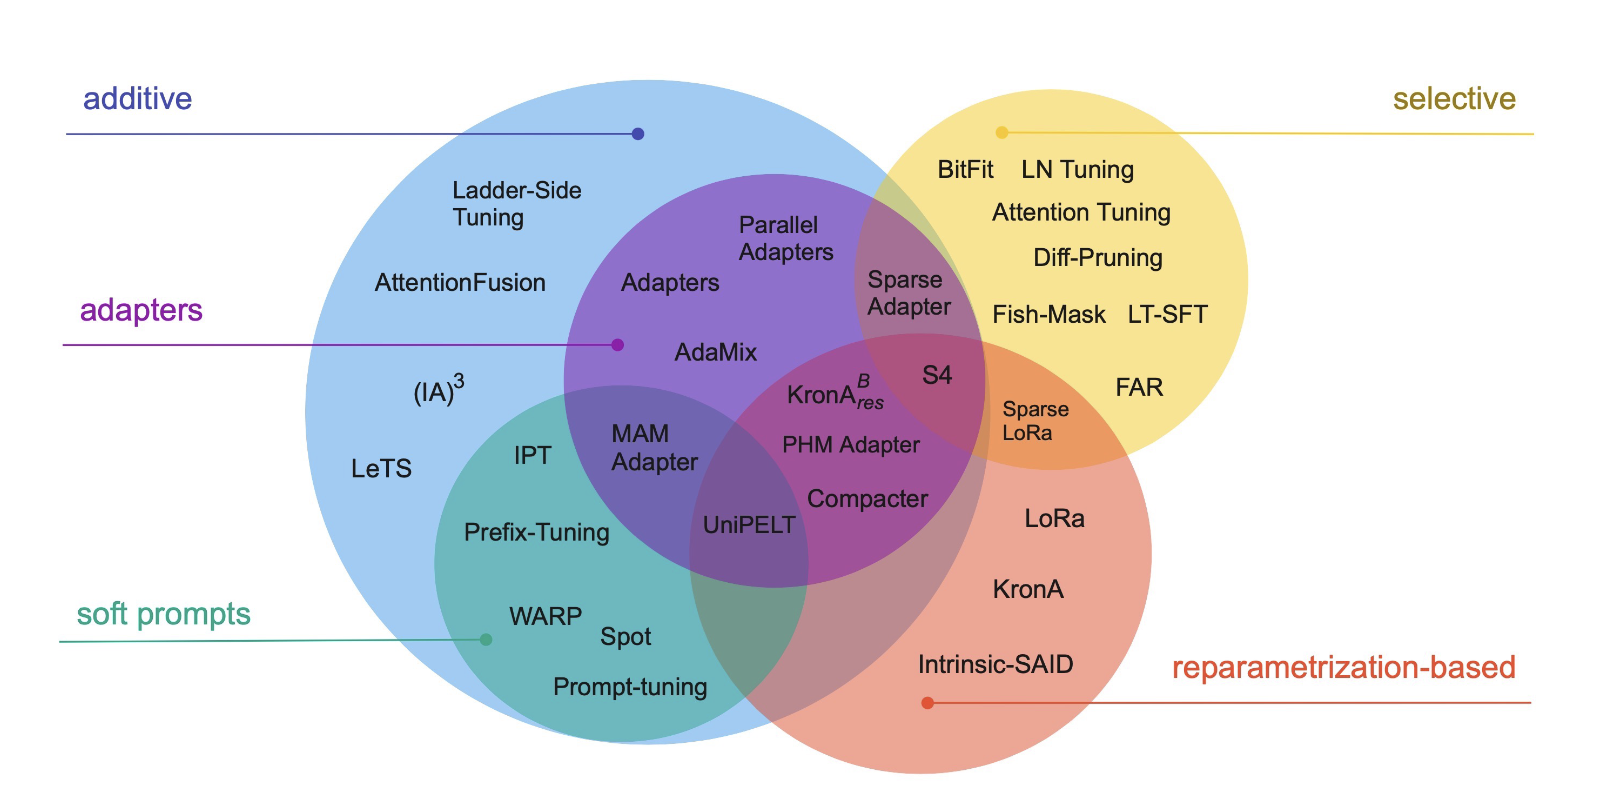 additive
selective
BitFit LN Tuning
Ladder-Side
Tuning
Attention Tuning
Parallel
Adapters
Diff-Pruning
AttentionFusion
Adapters
Sparse
Adapter
adapters
Fish-Mask LT-SFT
AdaMix
S4
(IA)³
KronA^B_res
FAR
Sparse
LoRa
MAM
Adapter
PHM Adapter
IPT
LeTS
Compacter
UniPELT
LoRa
Prefix-Tuning
KronA
soft prompts
WARP
Spot
Intrinsic-SAID
reparametrization-based
Prompt-tuning